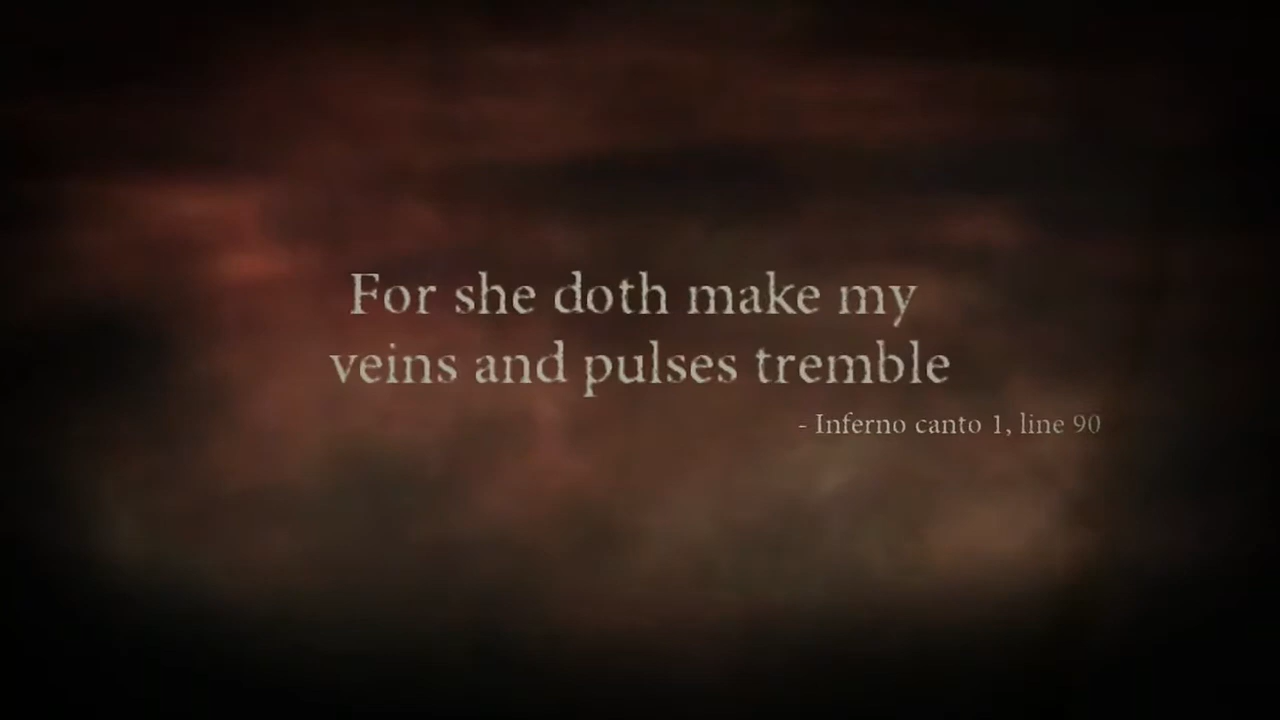 For she doth make my
veins and pulses tremble
- Inferno canto 1, line 90